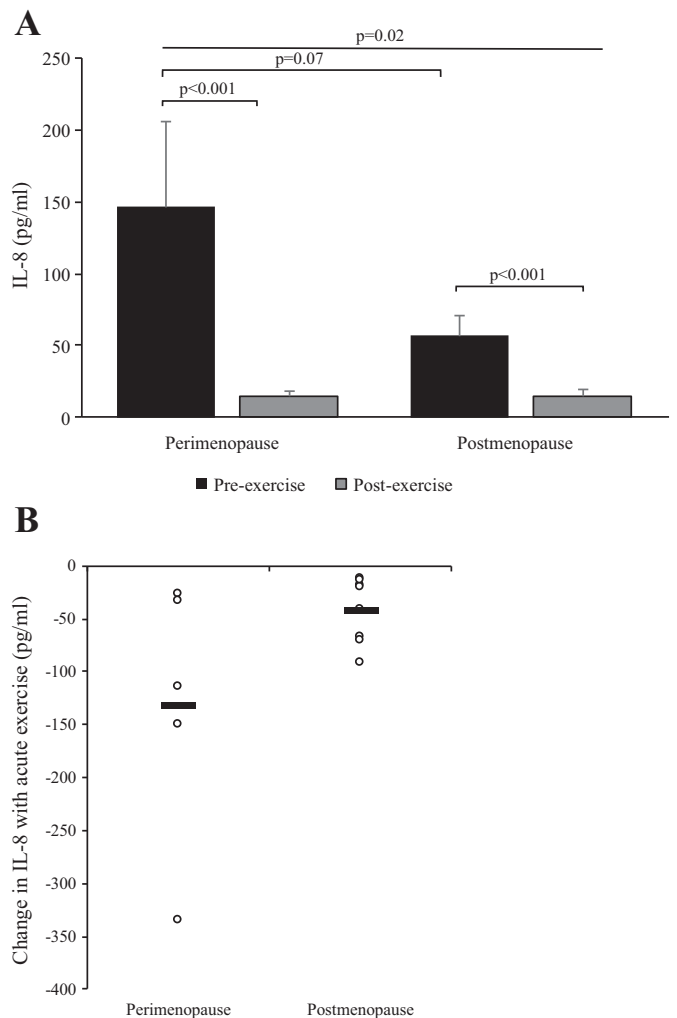 A
p=0.02
p=0.07
p<0.001
p<0.001
250
200
150
100
50
0
IL-8 (pg/ml)
Perimenopause Postmenopause
Pre-exercise Post-exercise
B
0
-50
-100
-150
-200
-250
-300
-350
-400
Change in IL-8 with acute exercise (pg/ml)
Perimenopause Postmenopause